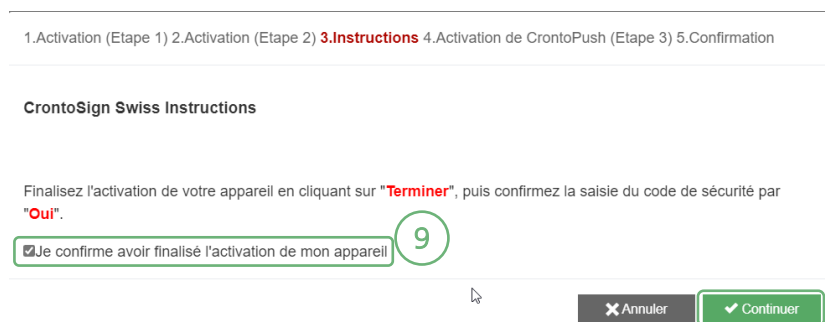 1.Activation (Etape 1) 2.Activation (Etape 2) 3.Instructions 4.Activation de CrontoPush (Etape 3) 5.Confirmation
CrontoSign Swiss Instructions
Finalisez l'activation de votre appareil en cliquant sur "Terminer", puis confirmez la saisie du code de sécurité par
"Oui".
Je confirme avoir finalisé l'activation de mon appareil
9
Annuler
Continuer